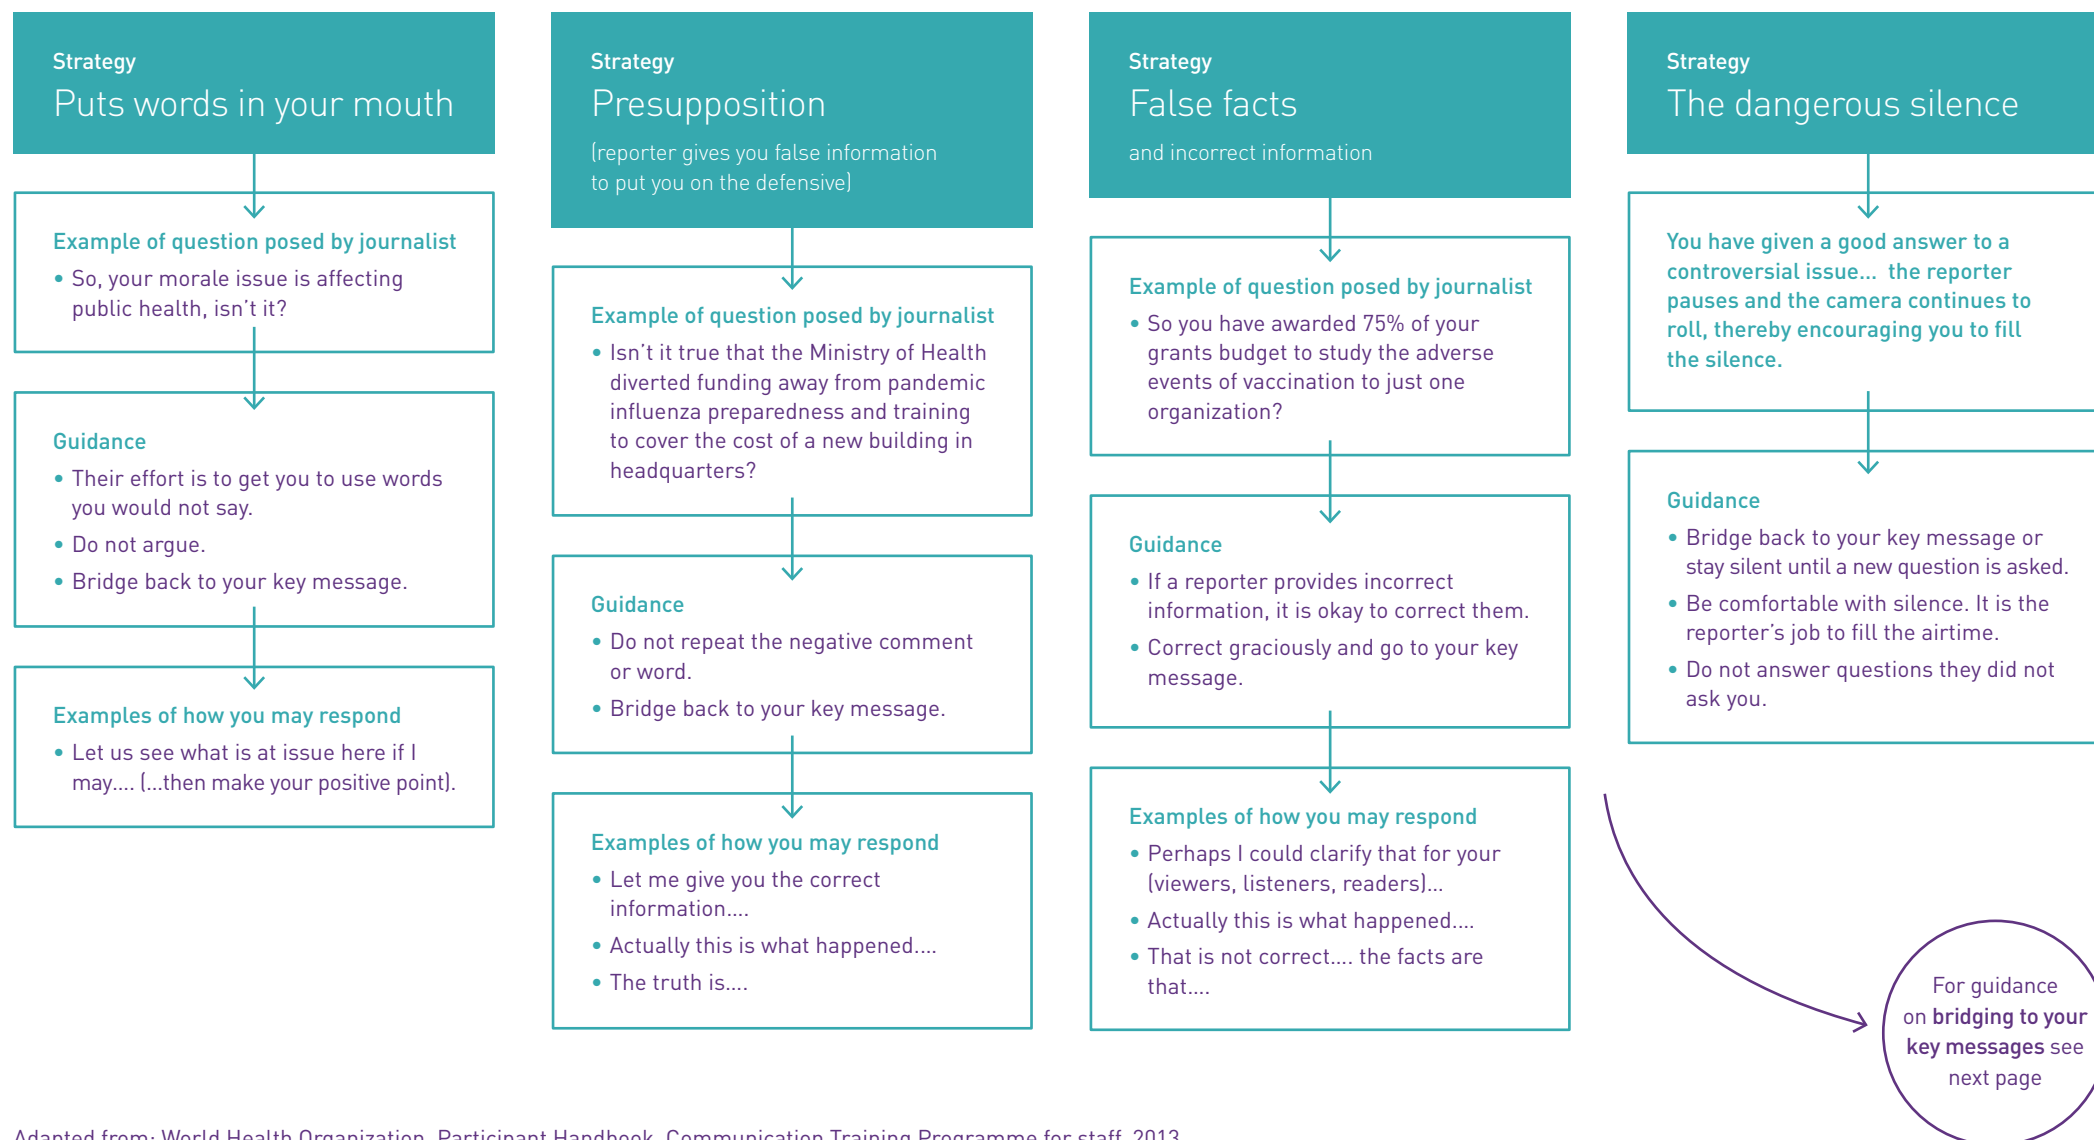 Strategy
Puts words in your mouth
Example of question posed by journalist
• So, your morale issue is affecting
public health, isn't it?
Guidance
• Their effort is to get you to use words
you would not say.
• Do not argue.
• Bridge back to your key message.
Examples of how you may respond
• Let us see what is at issue here if I
may.... (...then make your positive point).
Strategy
Presupposition
(reporter gives you false information
to put you on the defensive)
Example of question posed by journalist
• Isn't it true that the Ministry of Health
diverted funding away from pandemic
influenza preparedness and training
to cover the cost of a new building in
headquarters?
Guidance
• Do not repeat the negative comment
or word.
• Bridge back to your key message.
Examples of how you may respond
• Let me give you the correct
information....
• Actually this is what happened....
• The truth is....
Strategy
False facts
and incorrect information
Example of question posed by journalist
• So you have awarded 75% of your
grants budget to study the adverse
events of vaccination to just one
organization?
Guidance
• If a reporter provides incorrect
information, it is okay to correct them.
• Correct graciously and go to your key
message.
Examples of how you may respond
• Perhaps I could clarify that for your
(viewers, listeners, readers)...
• Actually this is what happened....
• That is not correct.... the facts are
that....
Strategy
The dangerous silence
You have given a good answer to a
controversial issue... the reporter
pauses and the camera continues to
roll, thereby encouraging you to fill
the silence.
Guidance
• Bridge back to your key message or
stay silent until a new question is asked.
• Be comfortable with silence. It is the
reporter's job to fill the airtime.
• Do not answer questions they did not
ask you.
For guidance
on bridging to your
key messages see
next page
Adapted from: World Health Organization, Participant Handbook, Communication Training Programme for staff, 2013